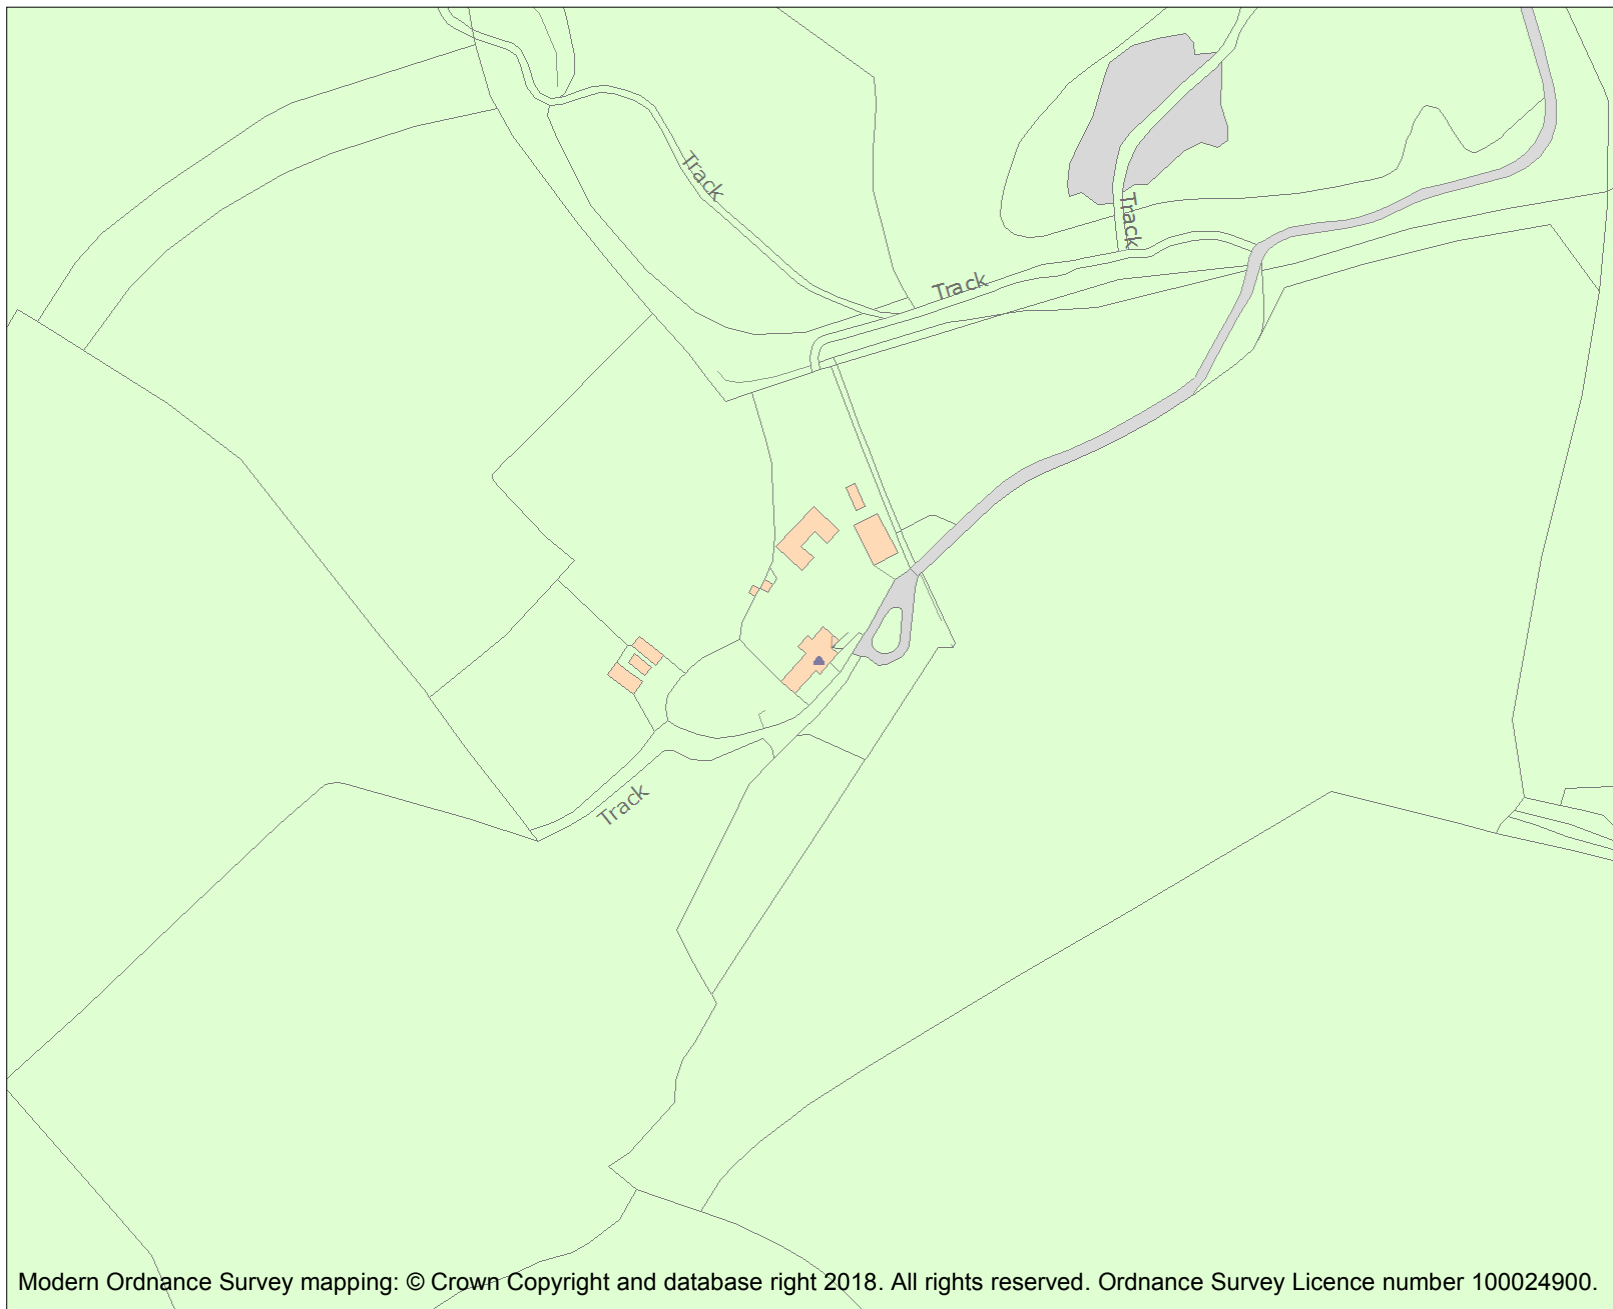 Track
Track
Track
Track
Modern Ordnance Survey mapping: © Crown Copyright and database right 2018. All rights reserved. Ordnance Survey Licence number 100024900.